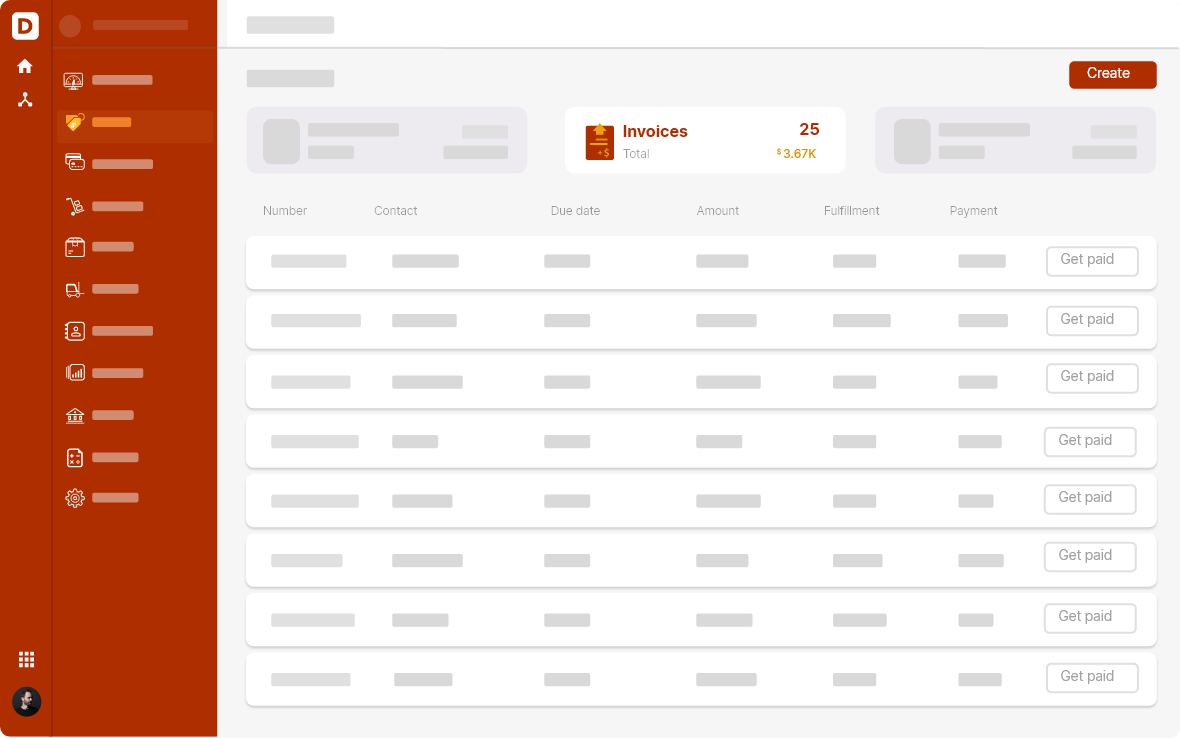 D
Create
Invoices 25
Total $3.67K
+$
Number Contact Due date Amount Fulfillment Payment
Get paid
Get paid
Get paid
Get paid
Get paid
Get paid
Get paid
Get paid